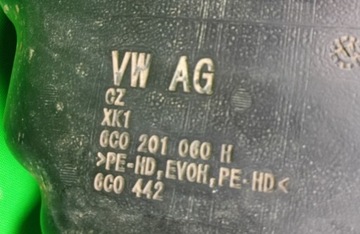 VW AG
CZ
XK1
6C0 201 060 H
>PE-HD,EVOH,PE-HD<
6C0 442